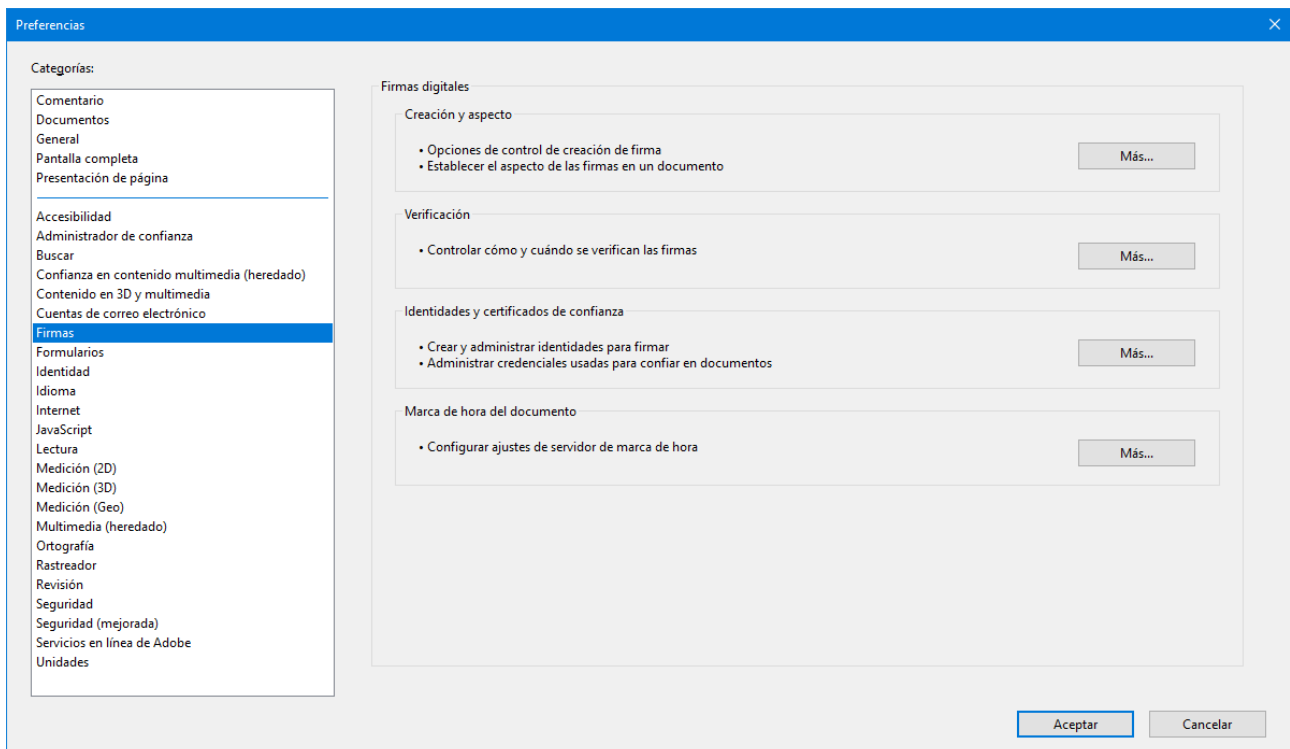 Preferencias
Categorías:
Comentario
Documentos
General
Pantalla completa
Presentación de página
Accesibilidad
Administrador de confianza
Buscar
Confianza en contenido multimedia (heredado)
Contenido en 3D y multimedia
Cuentas de correo electrónico
Firmas
Formularios
Identidad
Idioma
Internet
JavaScript
Lectura
Medición (2D)
Medición (3D)
Medición (Geo)
Multimedia (heredado)
Ortografía
Rastreador
Revisión
Seguridad
Seguridad (mejorada)
Servicios en línea de Adobe
Unidades
Firmas digitales
Creación y aspecto
• Opciones de control de creación de firma
• Establecer el aspecto de las firmas en un documento
Más...
Verificación
• Controlar cómo y cuándo se verifican las firmas
Más...
Identidades y certificados de confianza
• Crear y administrar identidades para firmar
• Administrar credenciales usadas para confiar en documentos
Más...
Marca de hora del documento
• Configurar ajustes de servidor de marca de hora
Más...
Aceptar
Cancelar